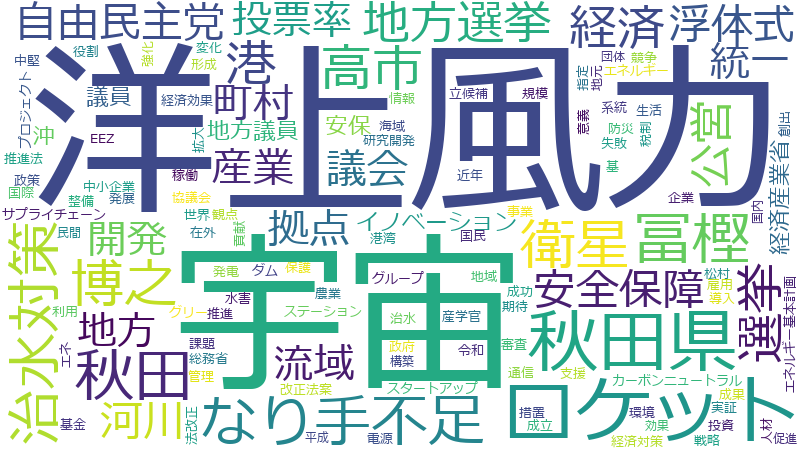 自由民主党
投票率
地方選挙
経済
浮体式
統一
役割
中堅
強化
変化
形成
プロジェクト
議員
経済効果
港
町村
高市
情報
立候補
規模
団体
競争
指定
地元
エネルギー
洋上風力
沖
EEZ
地方議員
拡大
安保
海域
研究開発
系統
生活
意義
防災
失敗
税制
創出
公営
経済産業省
推進法
政策
国際
中小企業
整備
発展
稼働
産業
議会
近年
基
企業
国内
協議会
サプライチェーン
世界
観点
民間
在外
貢献
拠点
イノベーション
事業
港湾
国民
衛星
冨樫
開発
治水対策
博之
宇宙
発電
ダム
保護
グループ
地域
安全保障
松村
雇用
導入
選挙
利用
グリー
水害
推進
ステーション
農業
成功
期待
エネルギー基本計画
地方
秋田
エネ
課題
総務省
管理
流域
治水
産学官
政府
構築
令和
審査
秋田県
通信
支援
カーボンニュートラル
成果
改正法案
スタートアップ
河川
なり手不足
ロケット
措置
成立
環境
効果
実証
投資
基金
法改正
平成
電源
経済対策
戦略
人材
促進